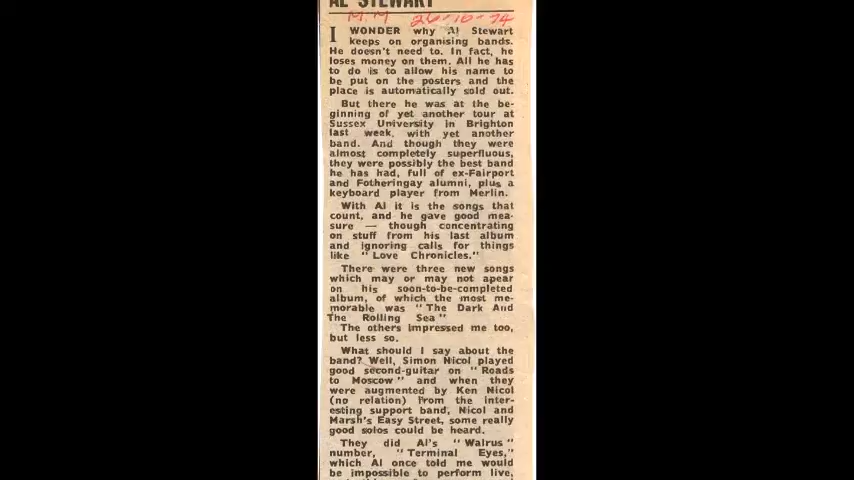 AL STEWART
M.M 26-10-74
I WONDER why Al Stewart
keeps on organising bands.
He doesn't need to. In fact, he
loses money on them. All he has
to do is to allow his name to
be put on the posters and the
place is automatically sold out.
But there he was at the be-
ginning of yet another tour at
Sussex University in Brighton
last week, with yet another
band. And though they were
almost completely superfluous,
they were possibly the best band
he has had, full of ex-Fairport
and Fotheringay alumni, plus a
keyboard player from Merlin.
With Al it is the songs that
count, and he gave good mea-
sure — though concentrating
on stuff from his last album
and ignoring calls for things
like "Love Chronicles."
There were three new songs
which may or may not apear
on his soon-to-be-completed
album, of which the most me-
morable was "The Dark And
The Rolling Sea"
The others impressed me too,
but less so.
What should I say about the
band? Well, Simon Nicol played
good second-guitar on "Roads
to Moscow" and when they
were augmented by Ken Nicol
(no relation) from the inter-
esting support band, Nicol and
Marsh's Easy Street, some really
good solos could be heard.
They did Al's "Walrus"
number, "Terminal Eyes,"
which Al once told me would
be impossible to perform live,